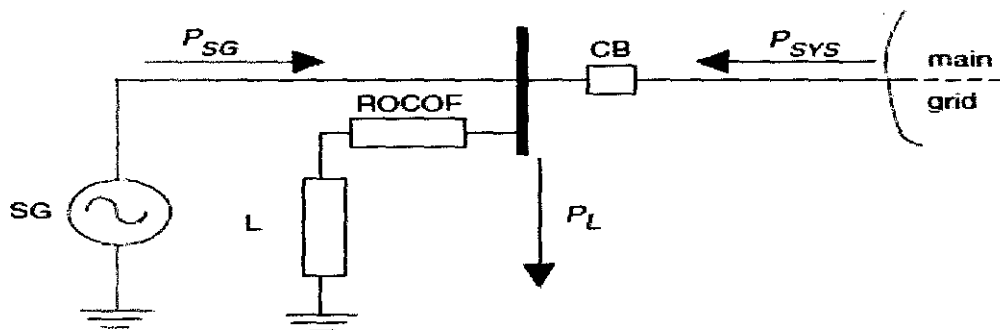 P_SG
CB
P_SYS
main
grid
ROCOF
SG
L
P_L